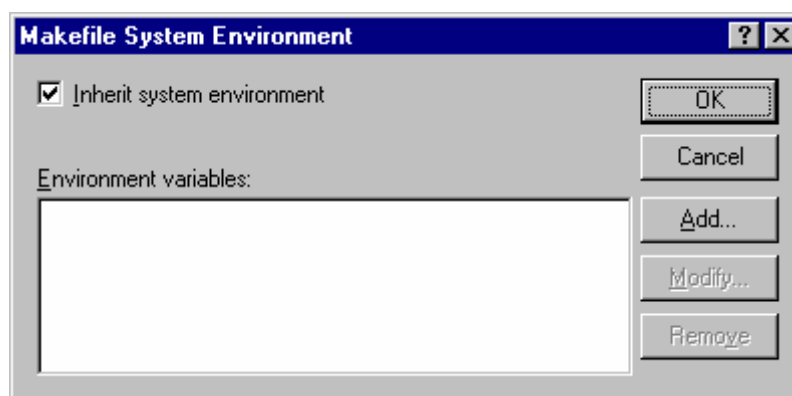 Makefile System Environment
Inherit system environment
OK
Cancel
Environment variables:
Add...
Modify...
Remove